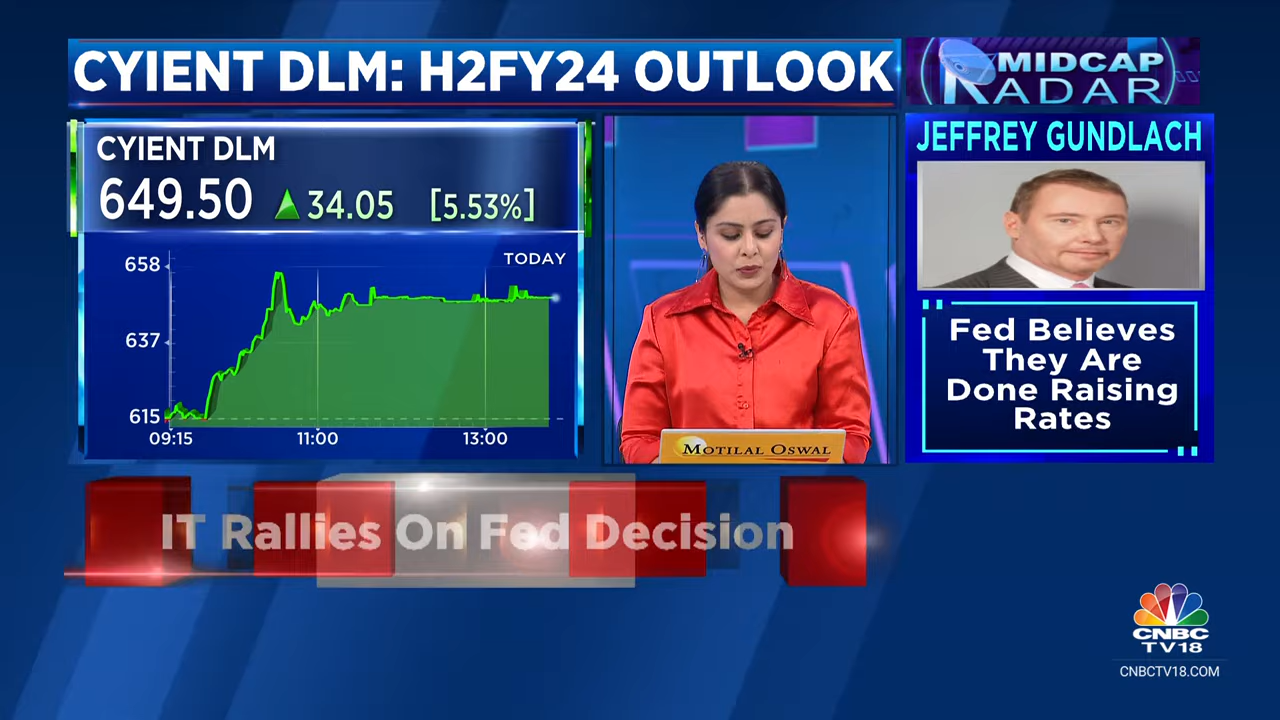 CYIENT DLM: H2FY24 OUTLOOK
MIDCAP
RADAR
CYIENT DLM
649.50 ▲ 34.05 [5.53%]
TODAY
658
637
615
09:15 11:00 13:00
MOTILAL OSWAL
JEFFREY GUNDLACH
"Fed Believes
They Are
Done Raising
Rates"
IT Rallies On Fed Decision
CNBC
TV18
CNBCTV18.COM